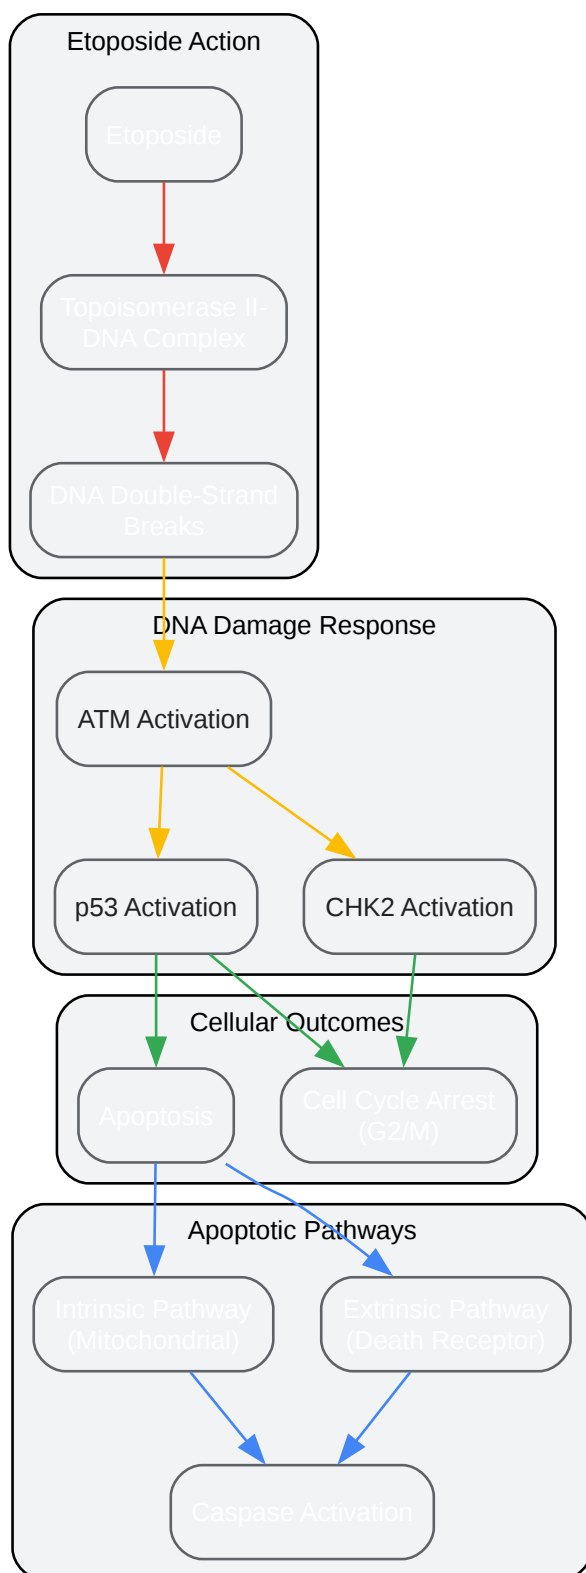 Etoposide Action
Etoposide
Topoisomerase II-
DNA Complex
DNA Double-Strand
Breaks
DNA Damage Response
ATM Activation
p53 Activation
CHK2 Activation
Cellular Outcomes
Apoptosis
Cell Cycle Arrest
(G2/M)
Apoptotic Pathways
Intrinsic Pathway
(Mitochondrial)
Extrinsic Pathway
(Death Receptor)
Caspase Activation